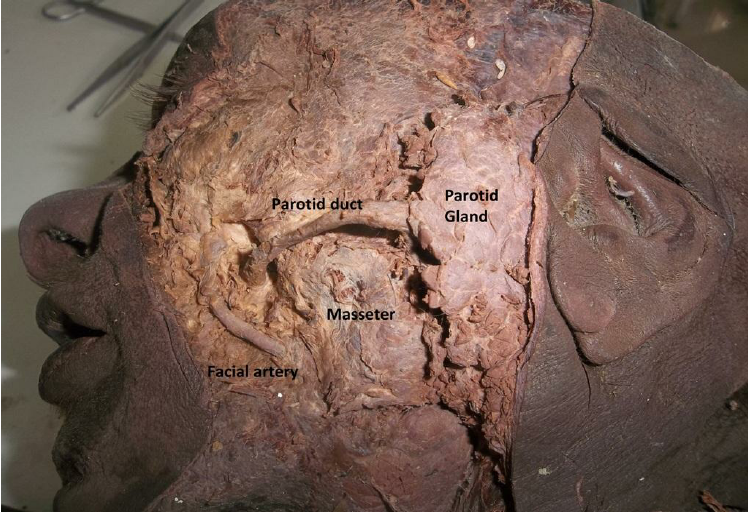 Parotid duct
Parotid
Gland
Masseter
Facial artery